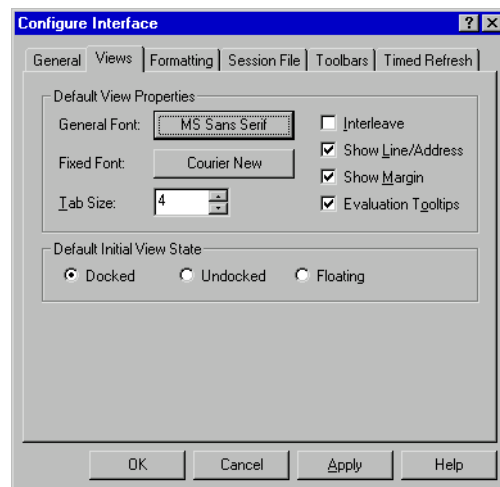 Configure Interface
General Views Formatting Session File Toolbars Timed Refresh
Default View Properties
General Font: MS Sans Serif
Interleave
Fixed Font: Courier New
Show Line/Address
Show Margin
Tab Size: 4
Evaluation Tooltips
Default Initial View State
Docked Undocked Floating
OK Cancel Apply Help